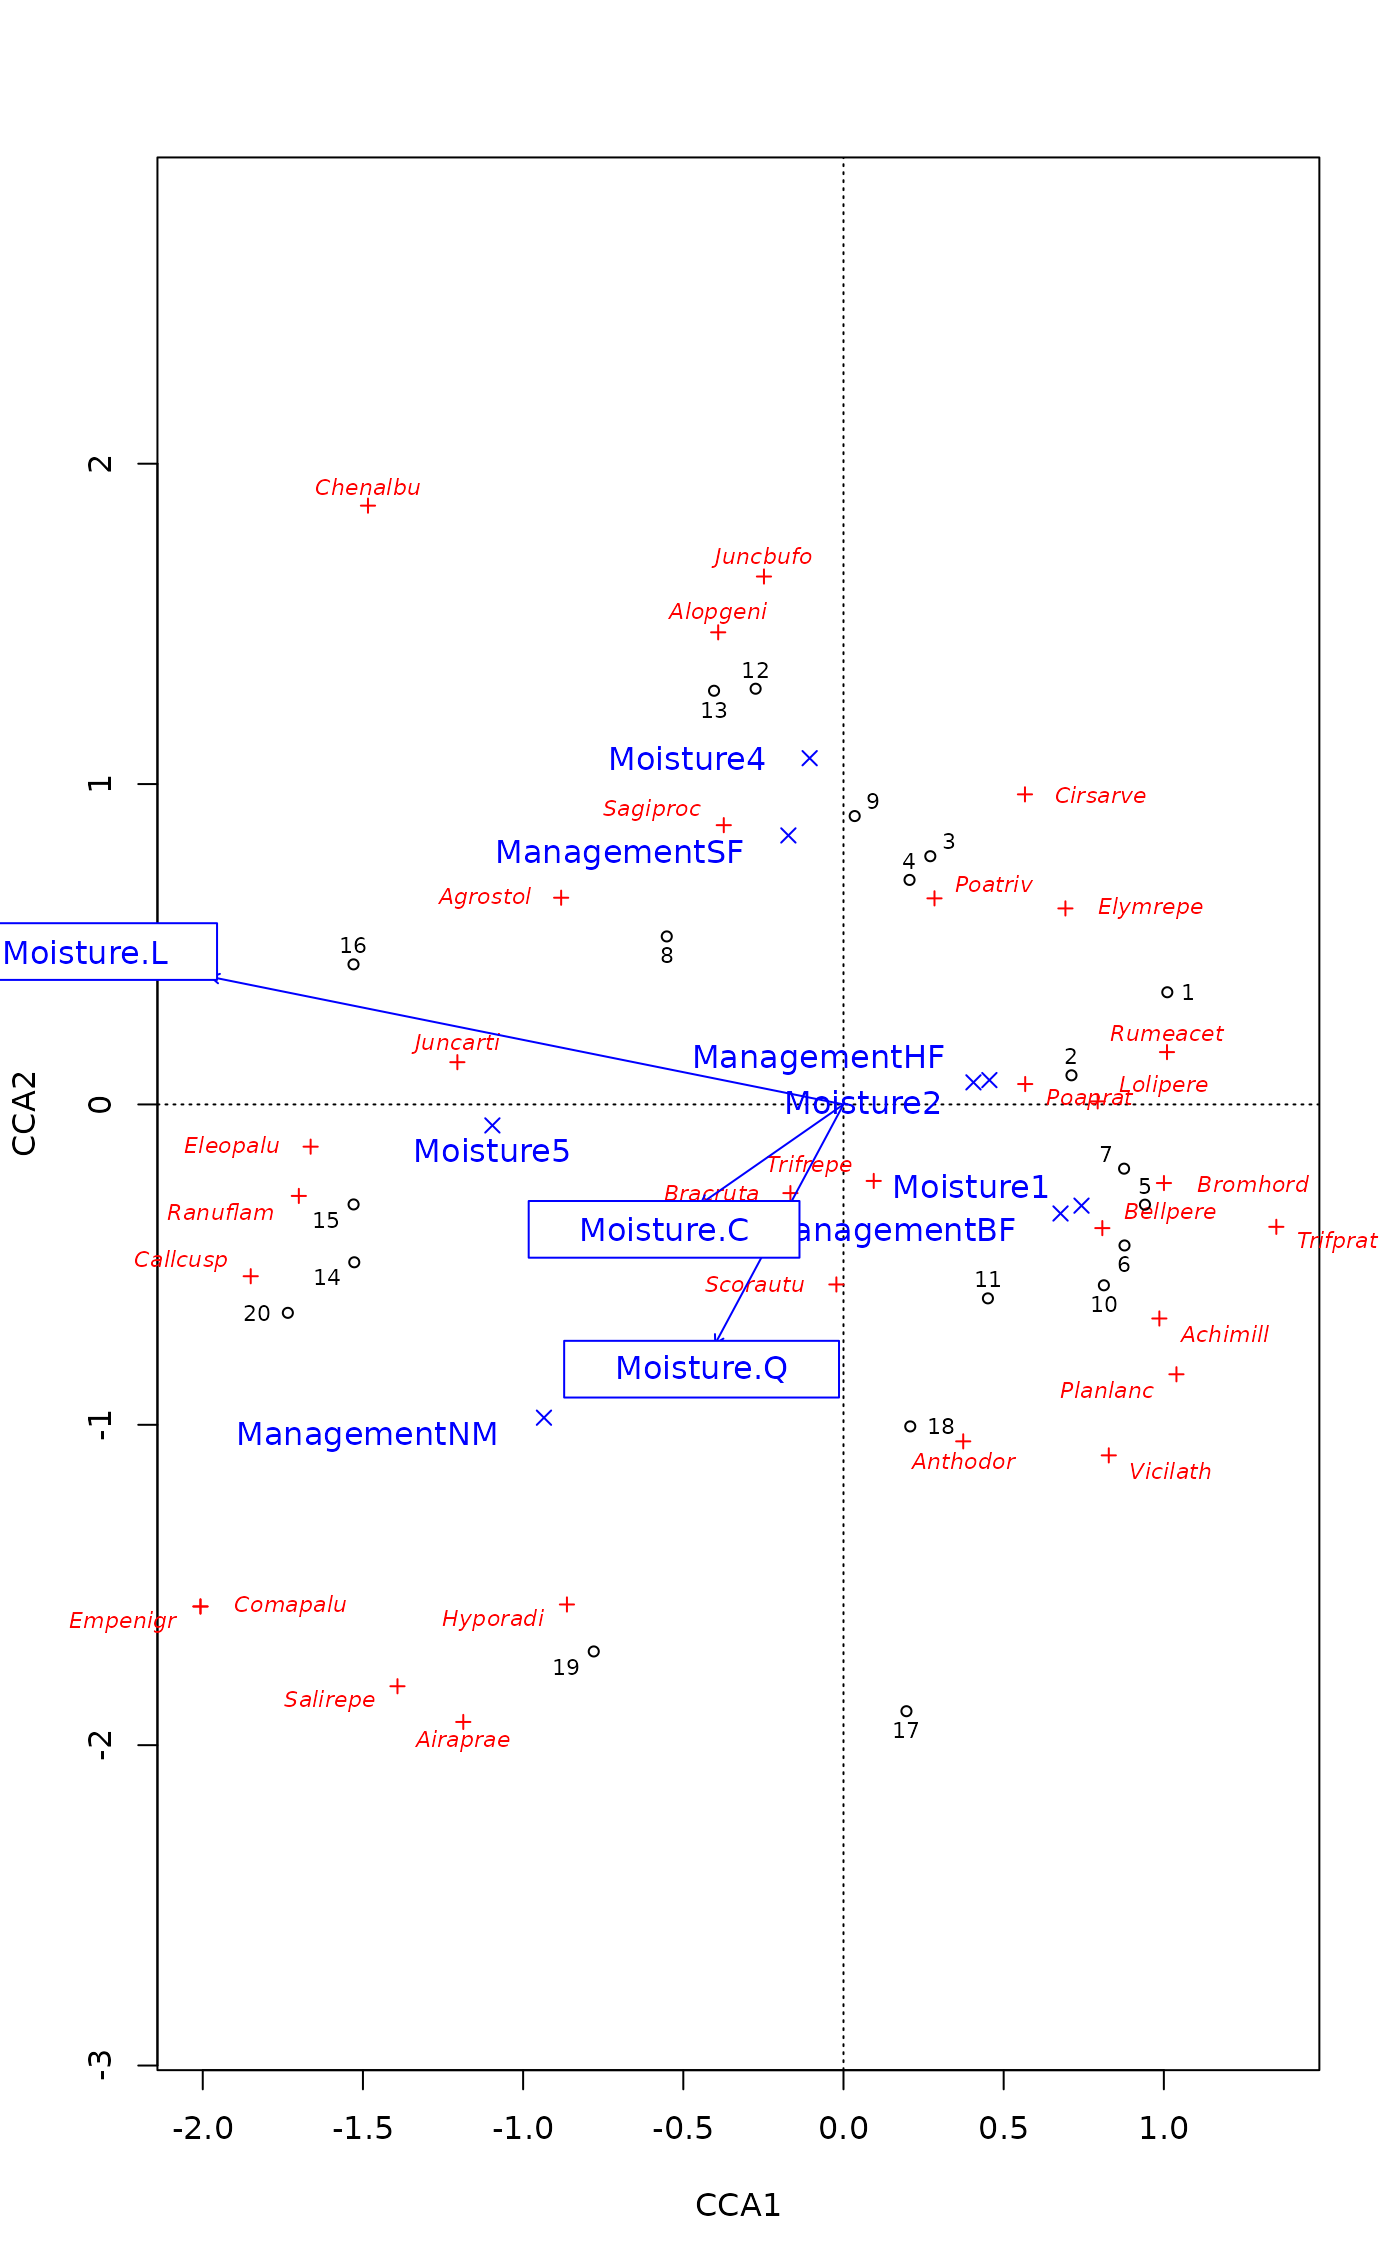 Chenalbu
Juncbufo
Alopgeni
12
13
Moisture4
Cirsarve
9
Sagiproc
3
ManagementSF
4
Poatriv
Agrostol
Elymrepe
16
Moisture.L
8
1
Rumeacet
Juncarti
2
ManagementHF
Lolipere
Poaprat
Moisture2
Eleopalu
Moisture5
7
Trifrepe
Bromhord
Moisture1
5
Bracruta
Ranuflam
15
Bellpere
Moisture.C
anagementBF
Trifprat
Callcusp
6
14
11
Scorautu
10
20
Achimill
Moisture.Q
Planlanc
18
ManagementNM
Anthodor
Vicilath
Comapalu
Empenigr
Hyporadi
19
Salirepe
17
Airaprae
2
1
0
-1
-2
-3
CCA2
-2.0 -1.5 -1.0 -0.5 0.0 0.5 1.0
CCA1